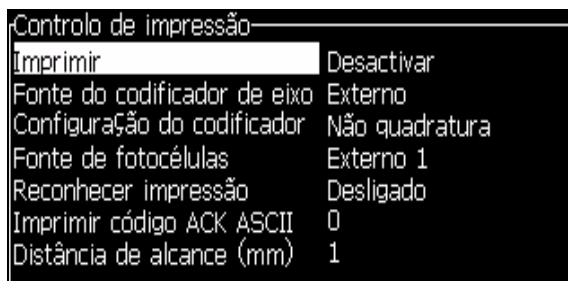 Controlo de impressão
Imprimir Desactivar
Fonte do codificador de eixo Externo
Configuração do codificador Não quadratura
Fonte de fotocélulas Externo 1
Reconhecer impressão Desligado
Imprimir código ACK ASCII 0
Distância de alcance (mm) 1